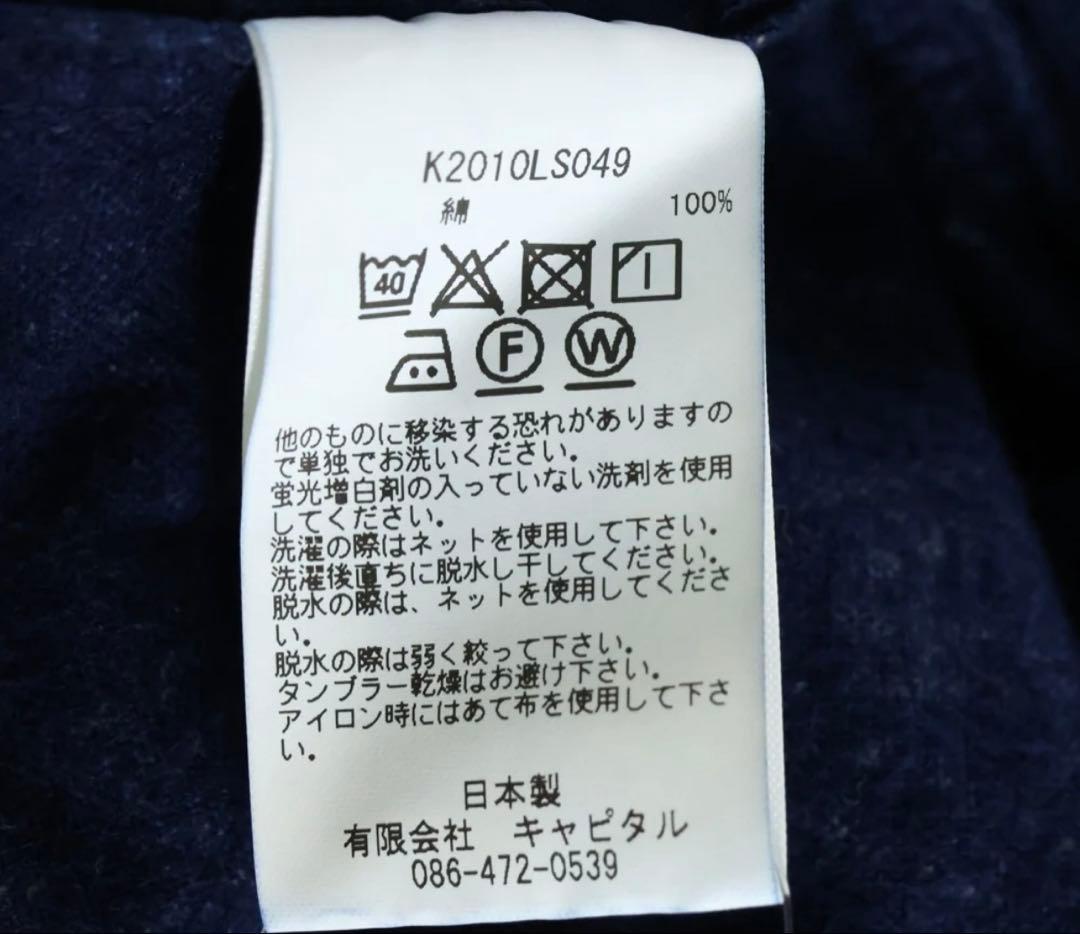 K2010LS049
綿 100%
40
F W
他のものに移染する恐れがありますの
で単独でお洗いください。
蛍光増白剤の入っていない洗剤を使用
してください。
洗濯の際はネットを使用して下さい。
洗濯後直ちに脱水し干してください。
脱水の際は、ネットを使用してくださ
い。
脱水の際は弱く絞って下さい。
タンブラー乾燥はお避け下さい。
アイロン時にはあて布を使用して下さ
い。
日本製
有限会社 キャピタル
086-472-0539